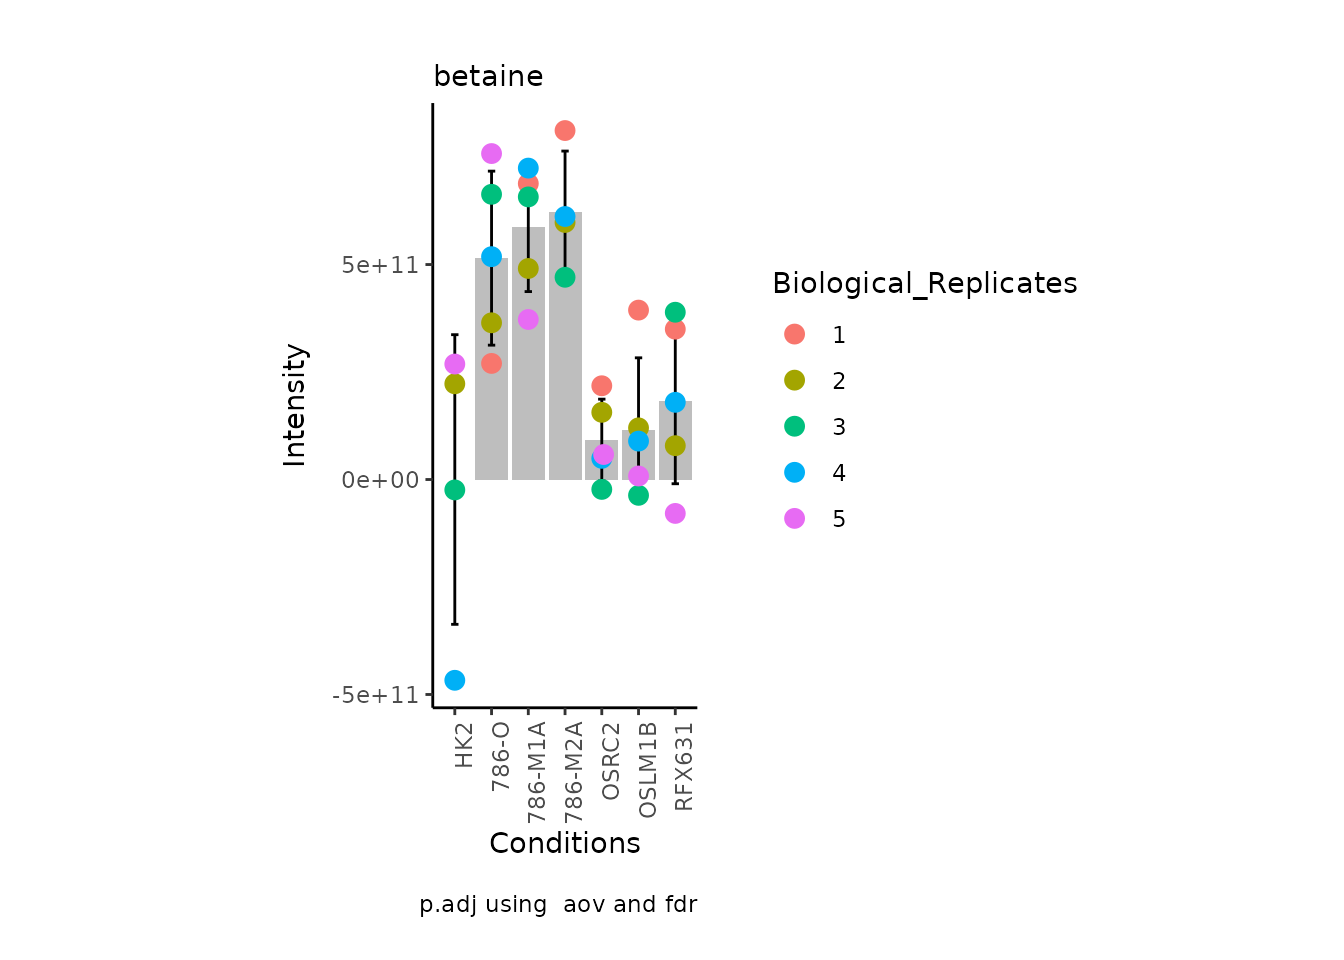 betaine
Intensity
5e+11
0e+00
-5e+11
HK2
786-O
786-M1A
786-M2A
OSRC2
OSLM1B
RFX631
Conditions
p.adj using  aov and fdr
Biological_Replicates
1
2
3
4
5